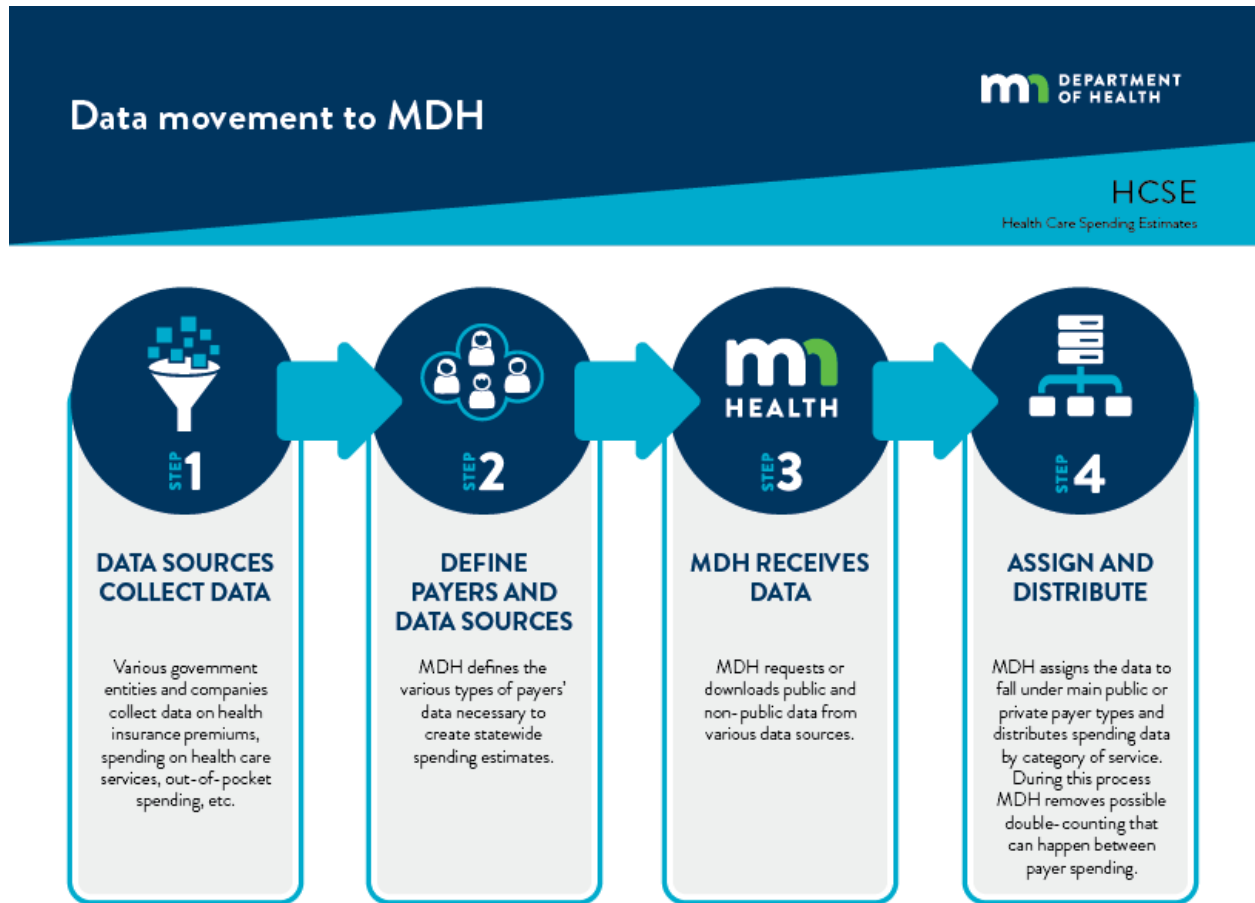 Data movement to MDH
mn DEPARTMENT
OF HEALTH
HCSE
Health Care Spending Estimates
STEP 1
DATA SOURCES
COLLECT DATA
Various government
entities and companies
collect data on health
insurance premiums,
spending on health care
services, out-of-pocket
spending, etc.
STEP 2
DEFINE
PAYERS AND
DATA SOURCES
MDH defines the
various types of payers'
data necessary to
create statewide
spending estimates.
mn
HEALTH
STEP 3
MDH RECEIVES
DATA
MDH requests or
downloads public and
non-public data from
various data sources.
STEP 4
ASSIGN AND
DISTRIBUTE
MDH assigns the data to
fall under main public or
private payer types and
distributes spending data
by category of service.
During this process
MDH removes possible
double-counting that
can happen between
payer spending.